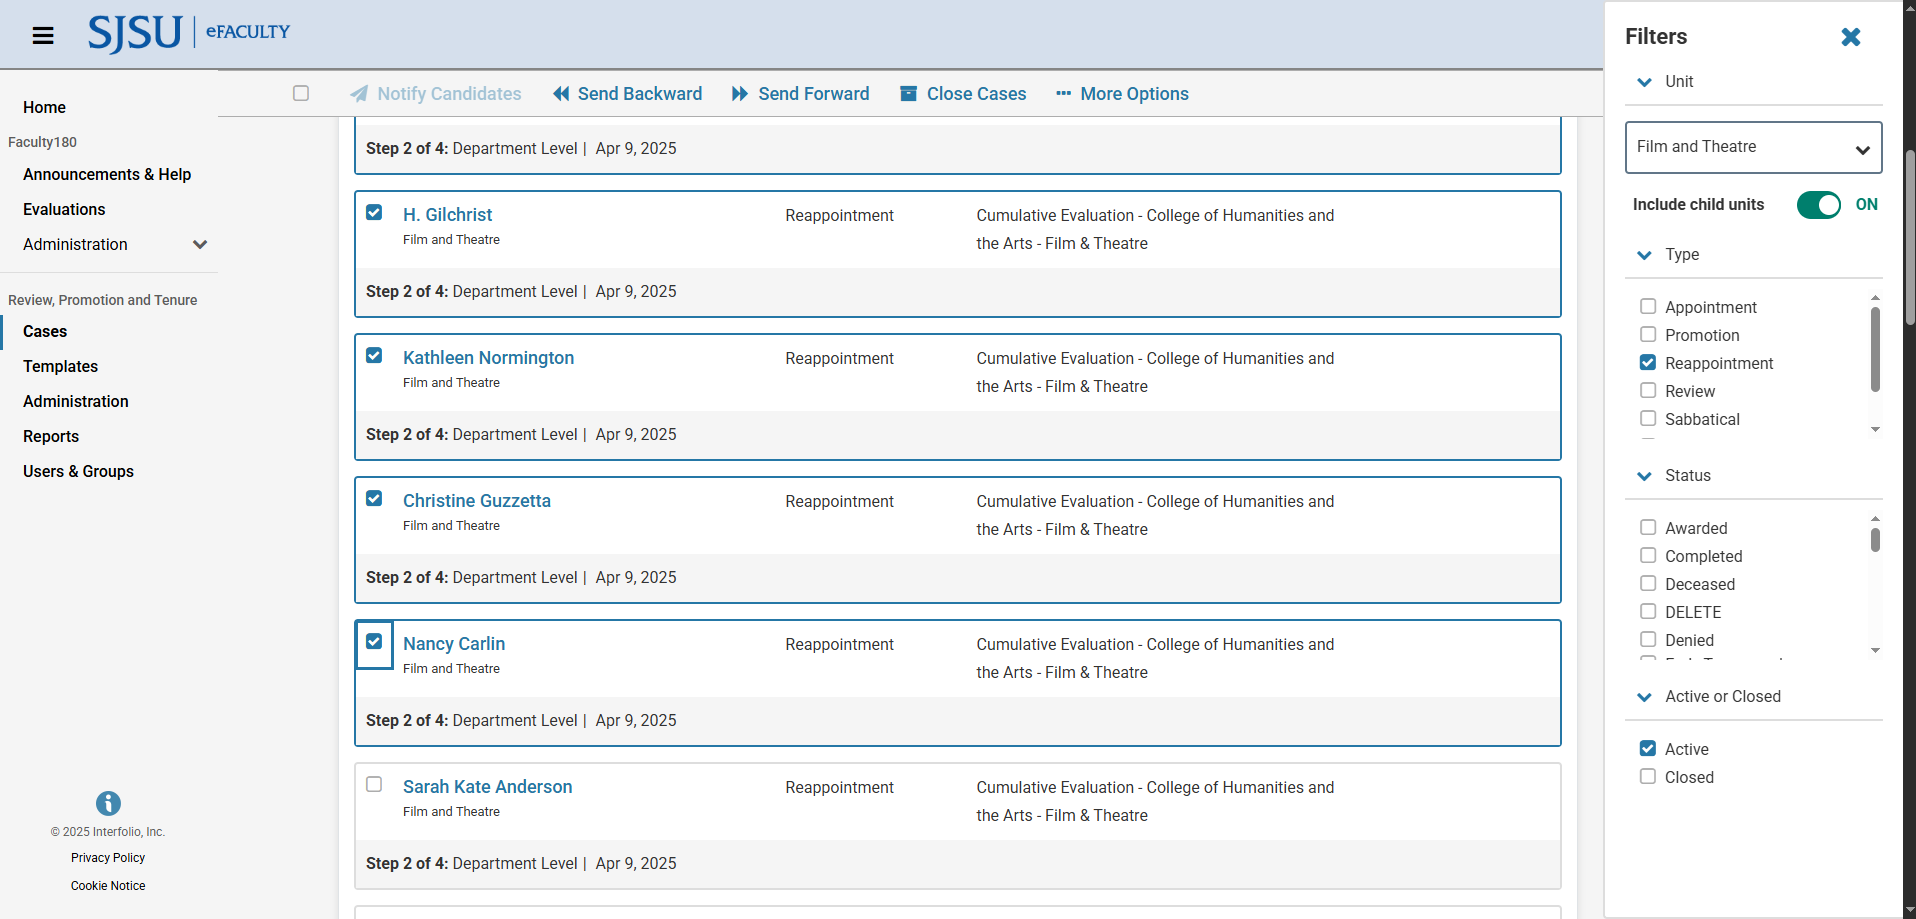 SJSU | eFACULTY
Home
Faculty180
Announcements & Help
Evaluations
Administration
Review, Promotion and Tenure
Cases
Templates
Administration
Reports
Users & Groups
© 2025 Interfolio, Inc.
Privacy Policy
Cookie Notice
Notify Candidates Send Backward Send Forward Close Cases More Options
Step 2 of 4: Department Level | Apr 9, 2025
H. Gilchrist Reappointment Cumulative Evaluation - College of Humanities and
Film and Theatre the Arts - Film & Theatre
Step 2 of 4: Department Level | Apr 9, 2025
Kathleen Normington Reappointment Cumulative Evaluation - College of Humanities and
Film and Theatre the Arts - Film & Theatre
Step 2 of 4: Department Level | Apr 9, 2025
Christine Guzzetta Reappointment Cumulative Evaluation - College of Humanities and
Film and Theatre the Arts - Film & Theatre
Step 2 of 4: Department Level | Apr 9, 2025
Nancy Carlin Reappointment Cumulative Evaluation - College of Humanities and
Film and Theatre the Arts - Film & Theatre
Step 2 of 4: Department Level | Apr 9, 2025
Sarah Kate Anderson Reappointment Cumulative Evaluation - College of Humanities and
Film and Theatre the Arts - Film & Theatre
Step 2 of 4: Department Level | Apr 9, 2025
Filters
Unit
Film and Theatre
Include child units ON
Type
Appointment
Promotion
Reappointment
Review
Sabbatical
Status
Awarded
Completed
Deceased
DELETE
Denied
Active or Closed
Active
Closed